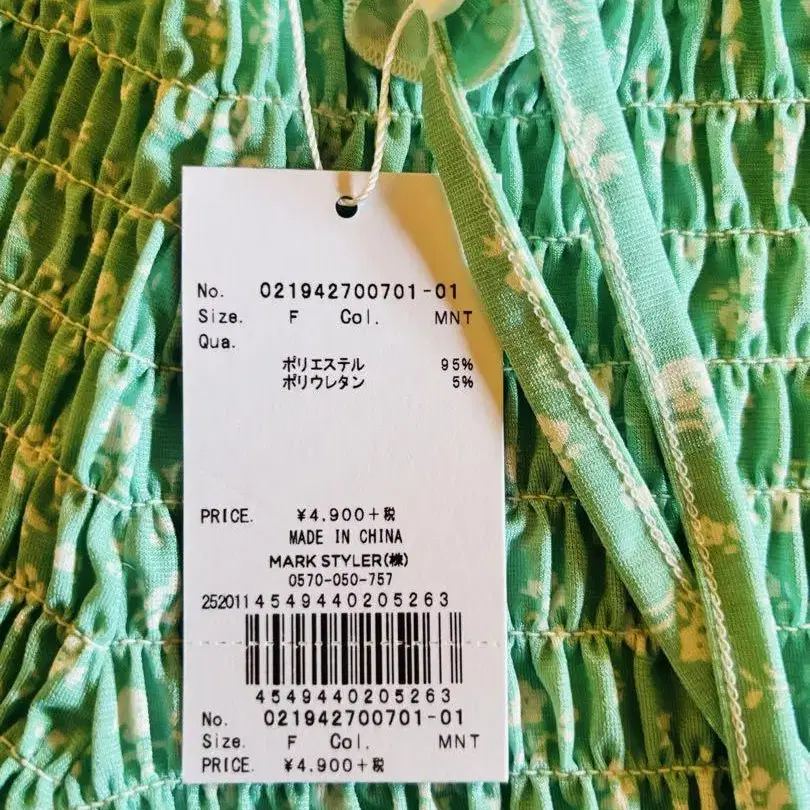 No. 021942700701-01
Size. F Col. MNT
Qua.
ポリエステル 95%
ポリウレタン 5%
PRICE. ¥4,900+税
MADE IN CHINA
MARK STYLER(株)
0570-050-757
252011 4549440205263
4549440205263
No. 021942700701-01
Size. F Col. MNT
PRICE. ¥4,900+税